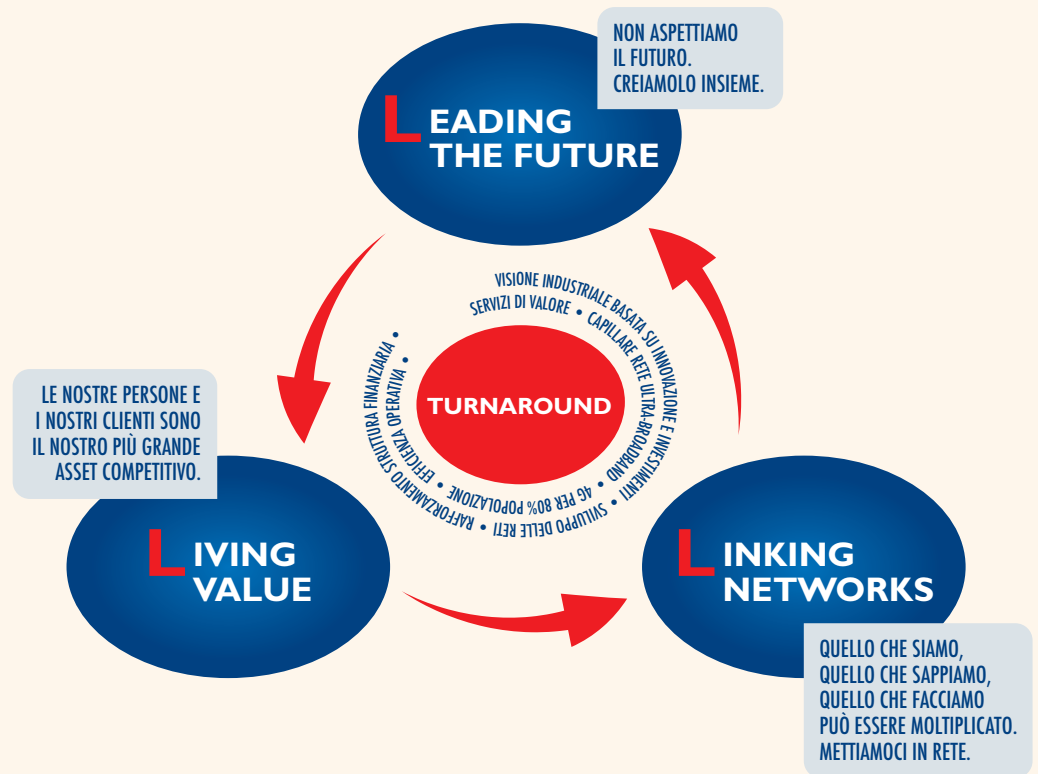 NON ASPETTIAMO
IL FUTURO.
CREIAMOLO INSIEME.
LEADING
THE FUTURE
VISIONE INDUSTRIALE BASATA SU INNOVAZIONE E INVESTIMENTI • SVILUPPO DELLE RETI • RAFFORZAMENTO STRUTTURA FINANZIARIA •
SERVIZI DI VALORE • CAPILLARE RETE ULTRA-BROADBAND • 4G PER 80% POPOLAZIONE • EFFICIENZA OPERATIVA •
TURNAROUND
LE NOSTRE PERSONE E
I NOSTRI CLIENTI SONO
IL NOSTRO PIÙ GRANDE
ASSET COMPETITIVO.
LIVING
VALUE
LINKING
NETWORKS
QUELLO CHE SIAMO,
QUELLO CHE SAPPIAMO,
QUELLO CHE FACCIAMO
PUÒ ESSERE MOLTIPLICATO.
METTIAMOCI IN RETE.